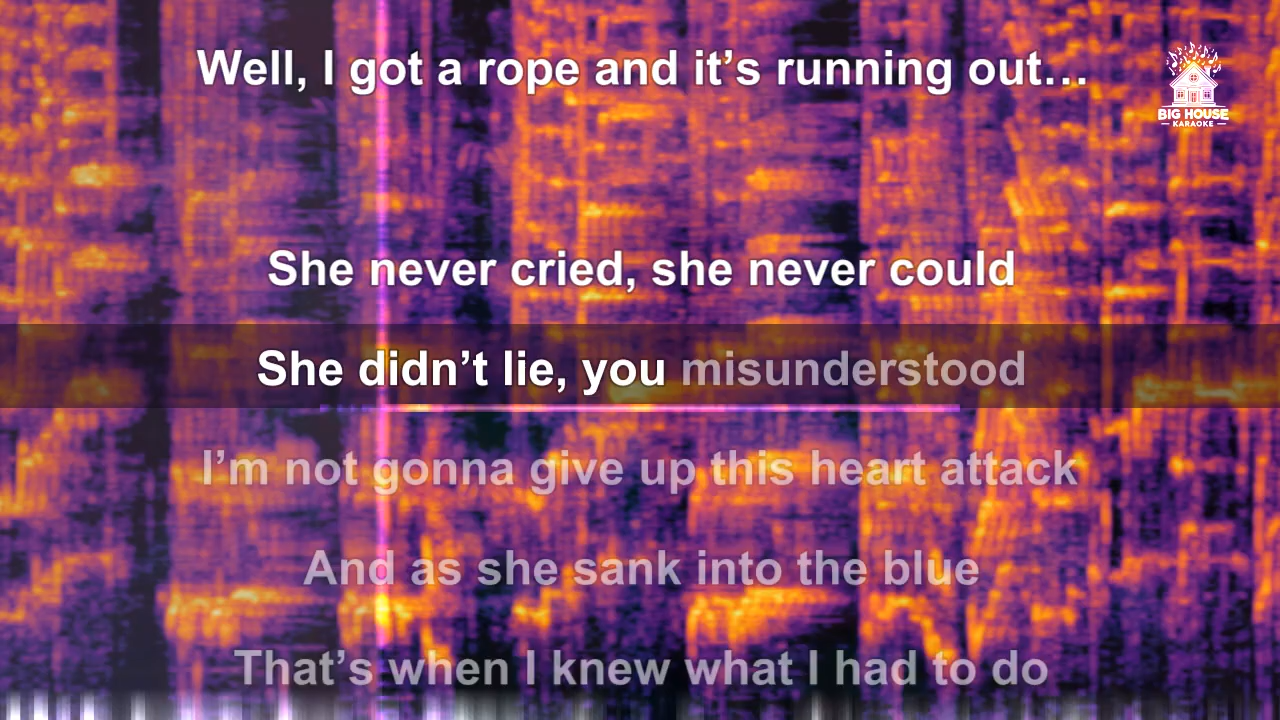 Well, I got a rope and it’s running out…
BIG HOUSE
KARAOKE
She never cried, she never could
She didn’t lie, you misunderstood
I’m not gonna give up this heart attack
And as she sank into the blue
That’s when I knew what I had to do